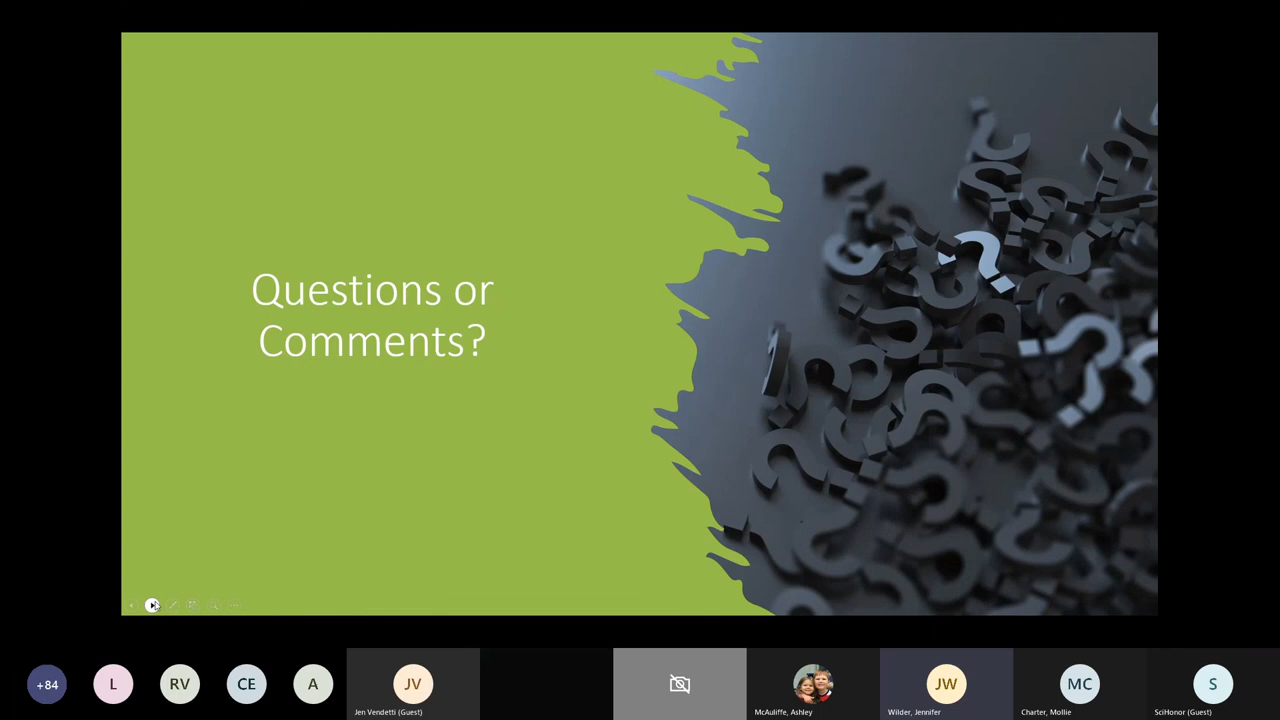 Questions or
Comments?
+84
L
RV
CE
A
JV
JW
MC
S
Jen Vendetti (Guest)
McAuliffe, Ashley
Wilder, Jennifer
Charter, Mollie
SciHonor (Guest)